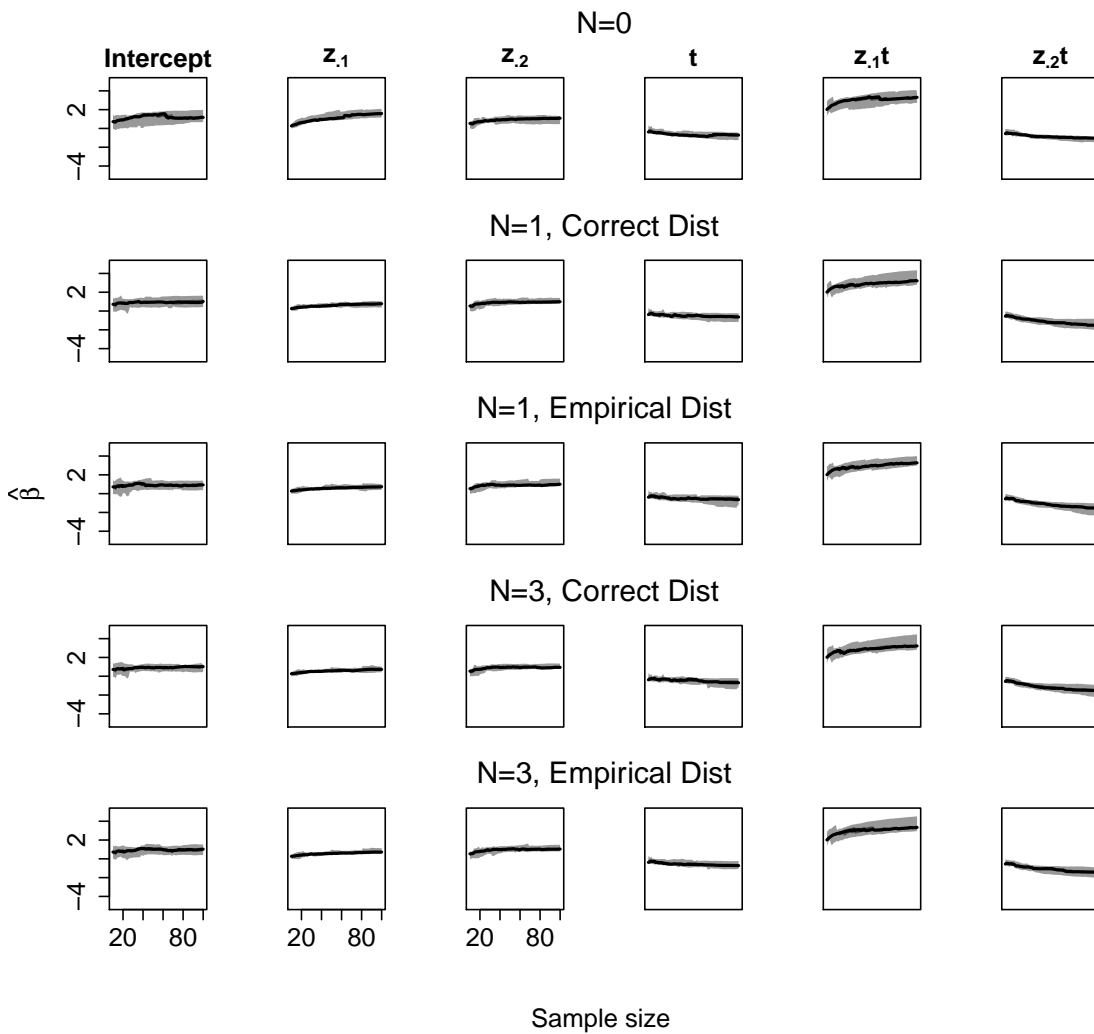 N=0
Intercept z.1 z.2 t z.1t z.2t
2
−4
N=1, Correct Dist
2
−4
N=1, Empirical Dist
2
−4
β̂
N=3, Correct Dist
2
−4
N=3, Empirical Dist
2
−4
20 80 20 80 20 80
Sample size